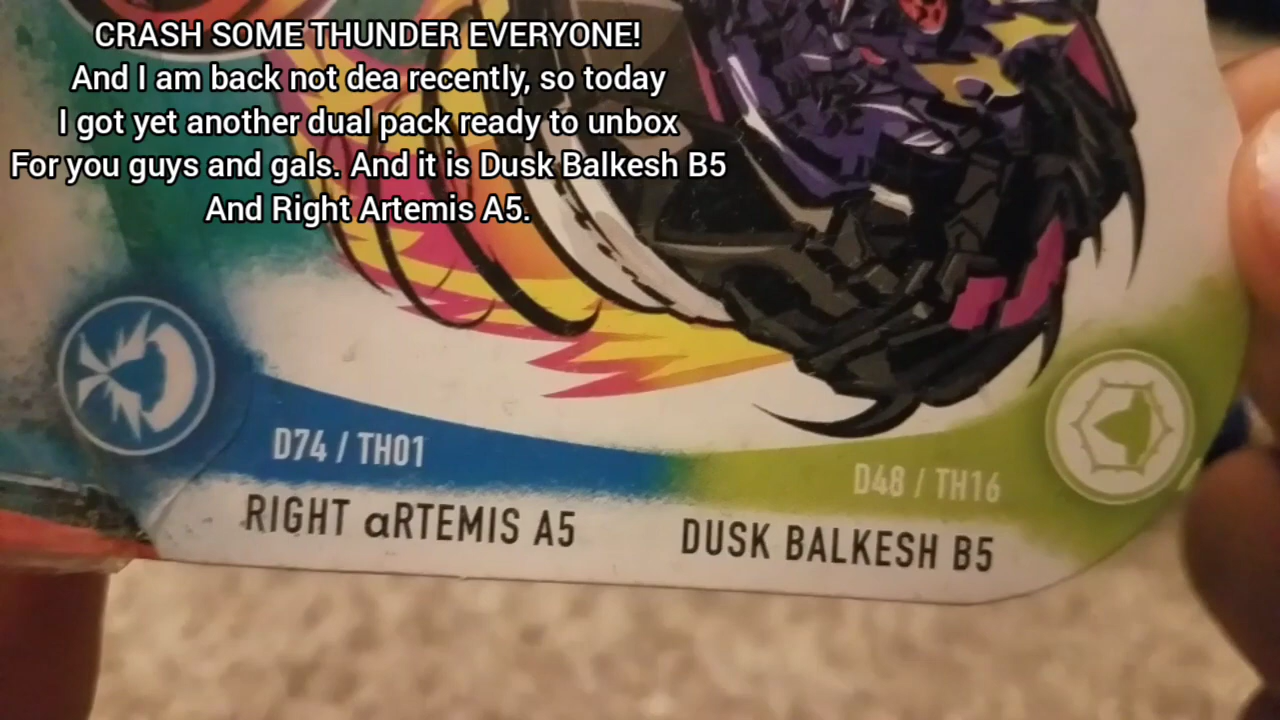 CRASH SOME THUNDER EVERYONE!
And I am back not dea recently, so today
I got yet another dual pack ready to unbox
For you guys and gals. And it is Dusk Balkesh B5
And Right Artemis A5.
D74 / TH01
D48 / TH16
RIGHT αRTEMIS A5
DUSK BALKESH B5